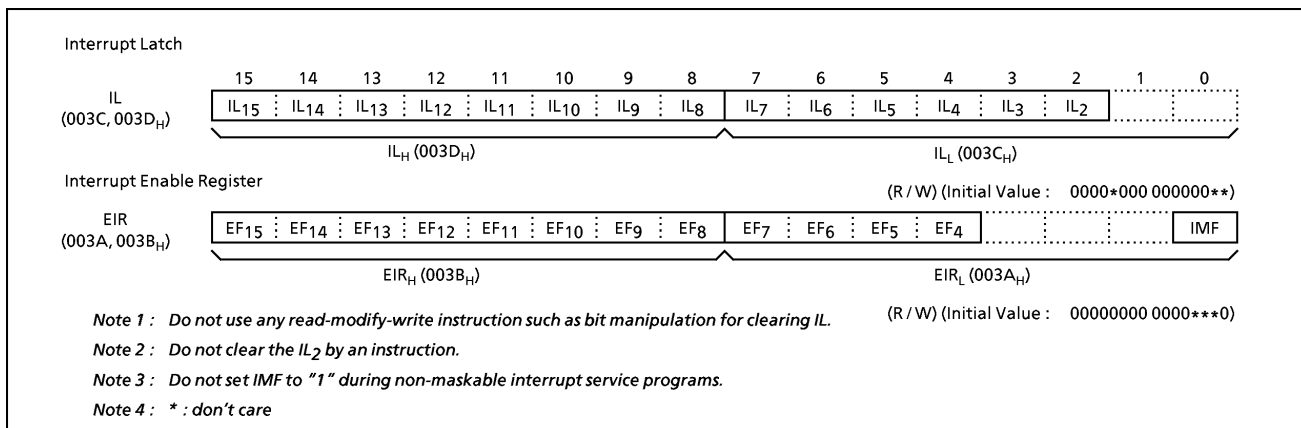 Interrupt Latch
15 14 13 12 11 10 9 8 7 6 5 4 3 2 1 0
IL IL15 IL14 IL13 IL12 IL11 IL10 IL9 IL8 IL7 IL6 IL5 IL4 IL3 IL2
(003C, 003DH)
ILH (003DH) ILL (003CH)
Interrupt Enable Register
(R / W) (Initial Value : 0000*000 000000**)
EIR EF15 EF14 EF13 EF12 EF11 EF10 EF9 EF8 EF7 EF6 EF5 EF4 IMF
(003A, 003BH)
EIRH (003BH) EIRL (003AH)
Note 1 : Do not use any read-modify-write instruction such as bit manipulation for clearing IL. (R / W) (Initial Value : 00000000 0000***0)
Note 2 : Do not clear the IL2 by an instruction.
Note 3 : Do not set IMF to "1" during non-maskable interrupt service programs.
Note 4 : * : don't care